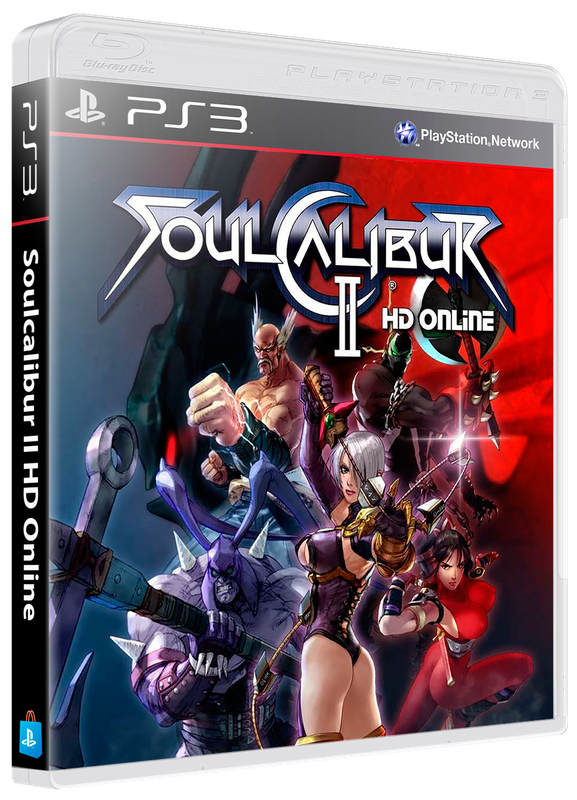 Blu-ray Disc
PLAYSTATION 3
PS3
PlayStation®Network
SOULCALIBUR
II
®
HD ONLINE
PS3
Soulcalibur II HD Online